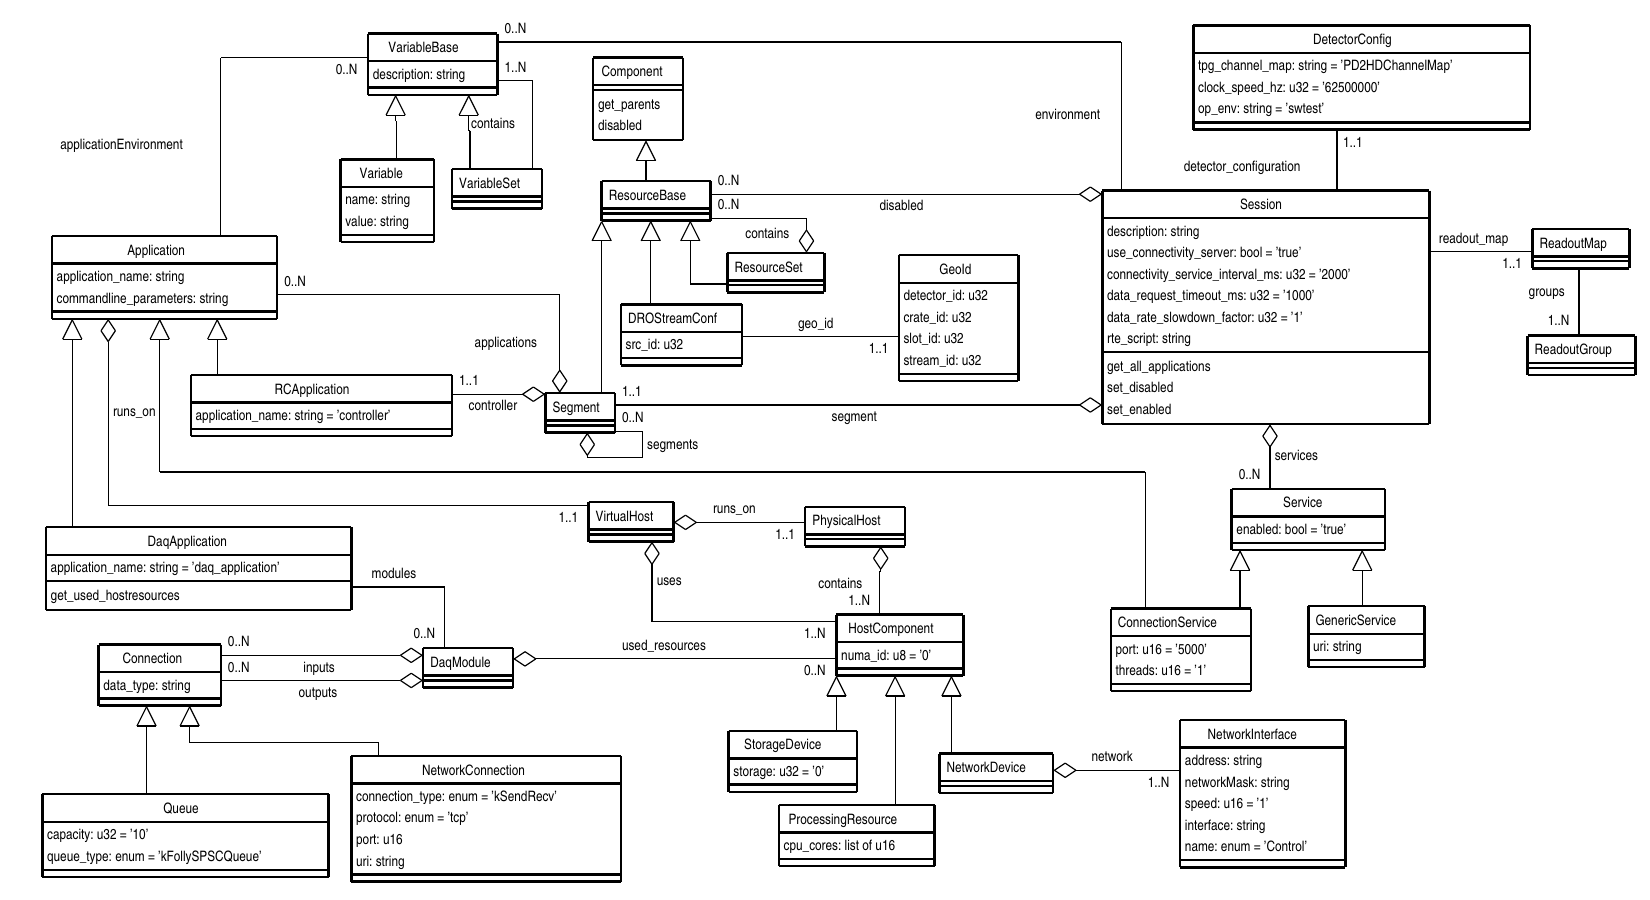 VariableBase
description: string
0..N
0..N
1..N
contains
applicationEnvironment
Variable
name: string
value: string
VariableSet
Component
get_parents
disabled
environment
DetectorConfig
tpg_channel_map: string = 'PD2HDChannelMap'
clock_speed_hz: u32 = '62500000'
op_env: string = 'swtest'
1..1
detector_configuration
ResourceBase
0..N
0..N
disabled
contains
ResourceSet
Session
description: string
use_connectivity_server: bool = 'true'
connectivity_service_interval_ms: u32 = '2000'
data_request_timeout_ms: u32 = '1000'
data_rate_slowdown_factor: u32 = '1'
rte_script: string
get_all_applications
set_disabled
set_enabled
readout_map
1..1
ReadoutMap
groups
1..N
ReadoutGroup
Application
application_name: string
commandline_parameters: string
0..N
applications
DROStreamConf
src_id: u32
geo_id
1..1
GeoId
detector_id: u32
crate_id: u32
slot_id: u32
stream_id: u32
RCApplication
application_name: string = 'controller'
1..1
controller
runs_on
Segment
1..1
0..N
segment
segments
services
0..N
Service
enabled: bool = 'true'
1..1
VirtualHost
runs_on
1..1
PhysicalHost
uses
contains
1..N
1..N
DaqApplication
application_name: string = 'daq_application'
get_used_hostresources
modules
0..N
HostComponent
numa_id: u8 = '0'
ConnectionService
port: u16 = '5000'
threads: u16 = '1'
GenericService
uri: string
Connection
data_type: string
0..N
0..N
inputs
outputs
DaqModule
used_resources
0..N
StorageDevice
storage: u32 = '0'
NetworkDevice
network
1..N
NetworkInterface
address: string
networkMask: string
speed: u16 = '1'
interface: string
name: enum = 'Control'
ProcessingResource
cpu_cores: list of u16
Queue
capacity: u32 = '10'
queue_type: enum = 'kFollySPSCQueue'
NetworkConnection
connection_type: enum = 'kSendRecv'
protocol: enum = 'tcp'
port: u16
uri: string